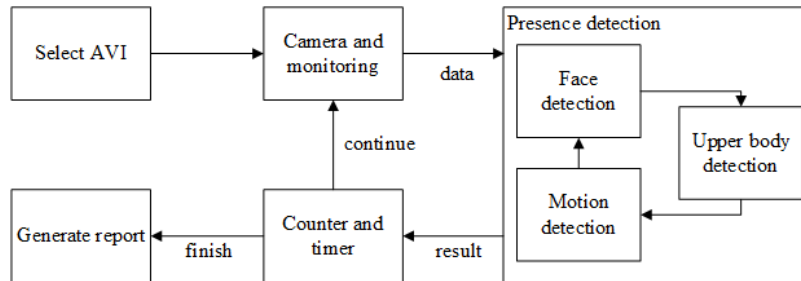 Select AVI
Camera and
monitoring
data
Presence detection
Face
detection
Upper body
detection
Motion
detection
continue
Generate report
finish
Counter and
timer
result